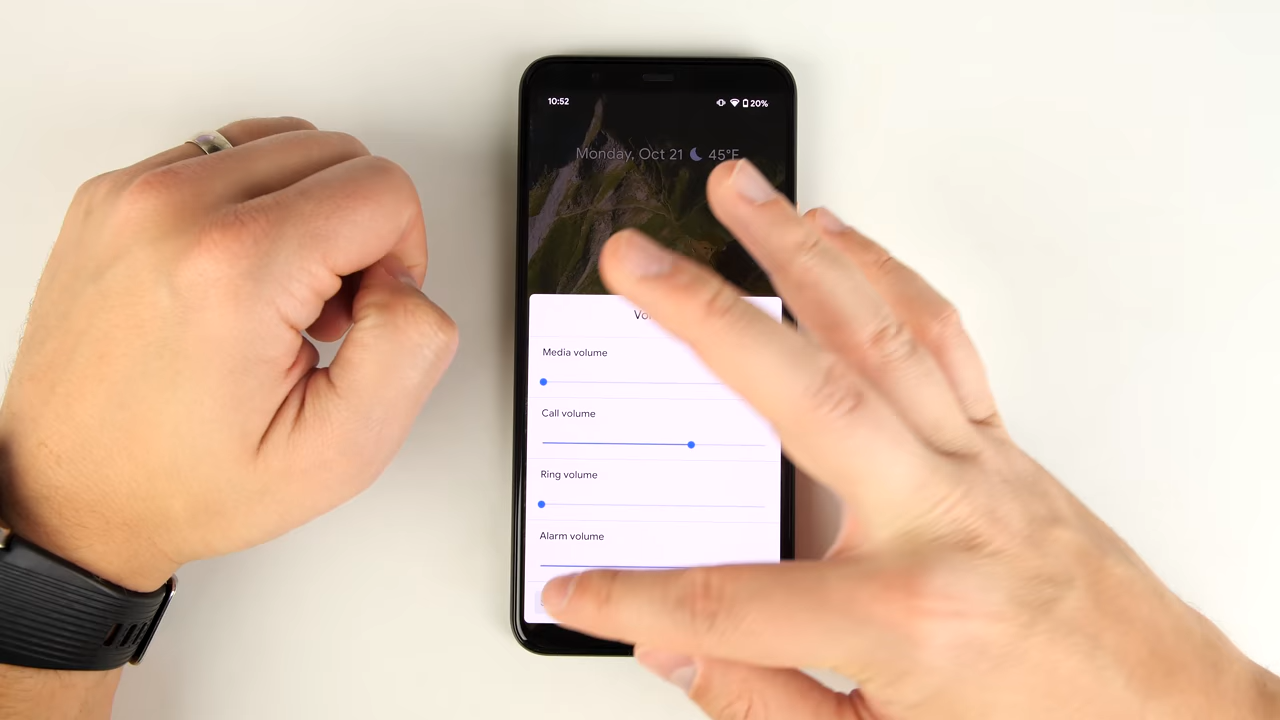 10:52
20%
Monday, Oct 21 45°F
Media volume
Call volume
Ring volume
Alarm volume